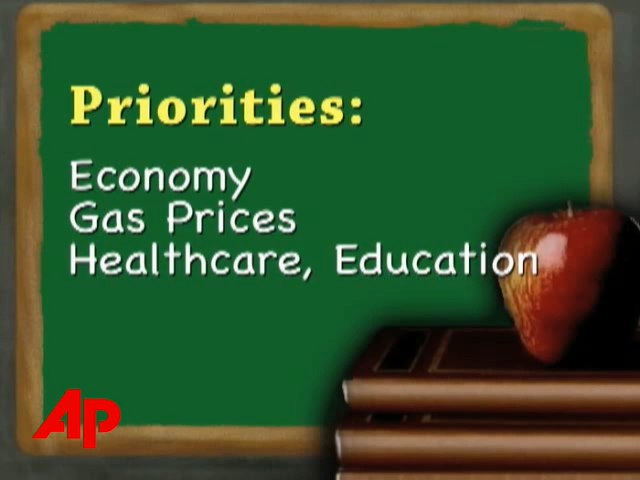 Priorities:
Economy
Gas Prices
Healthcare, Education
AP